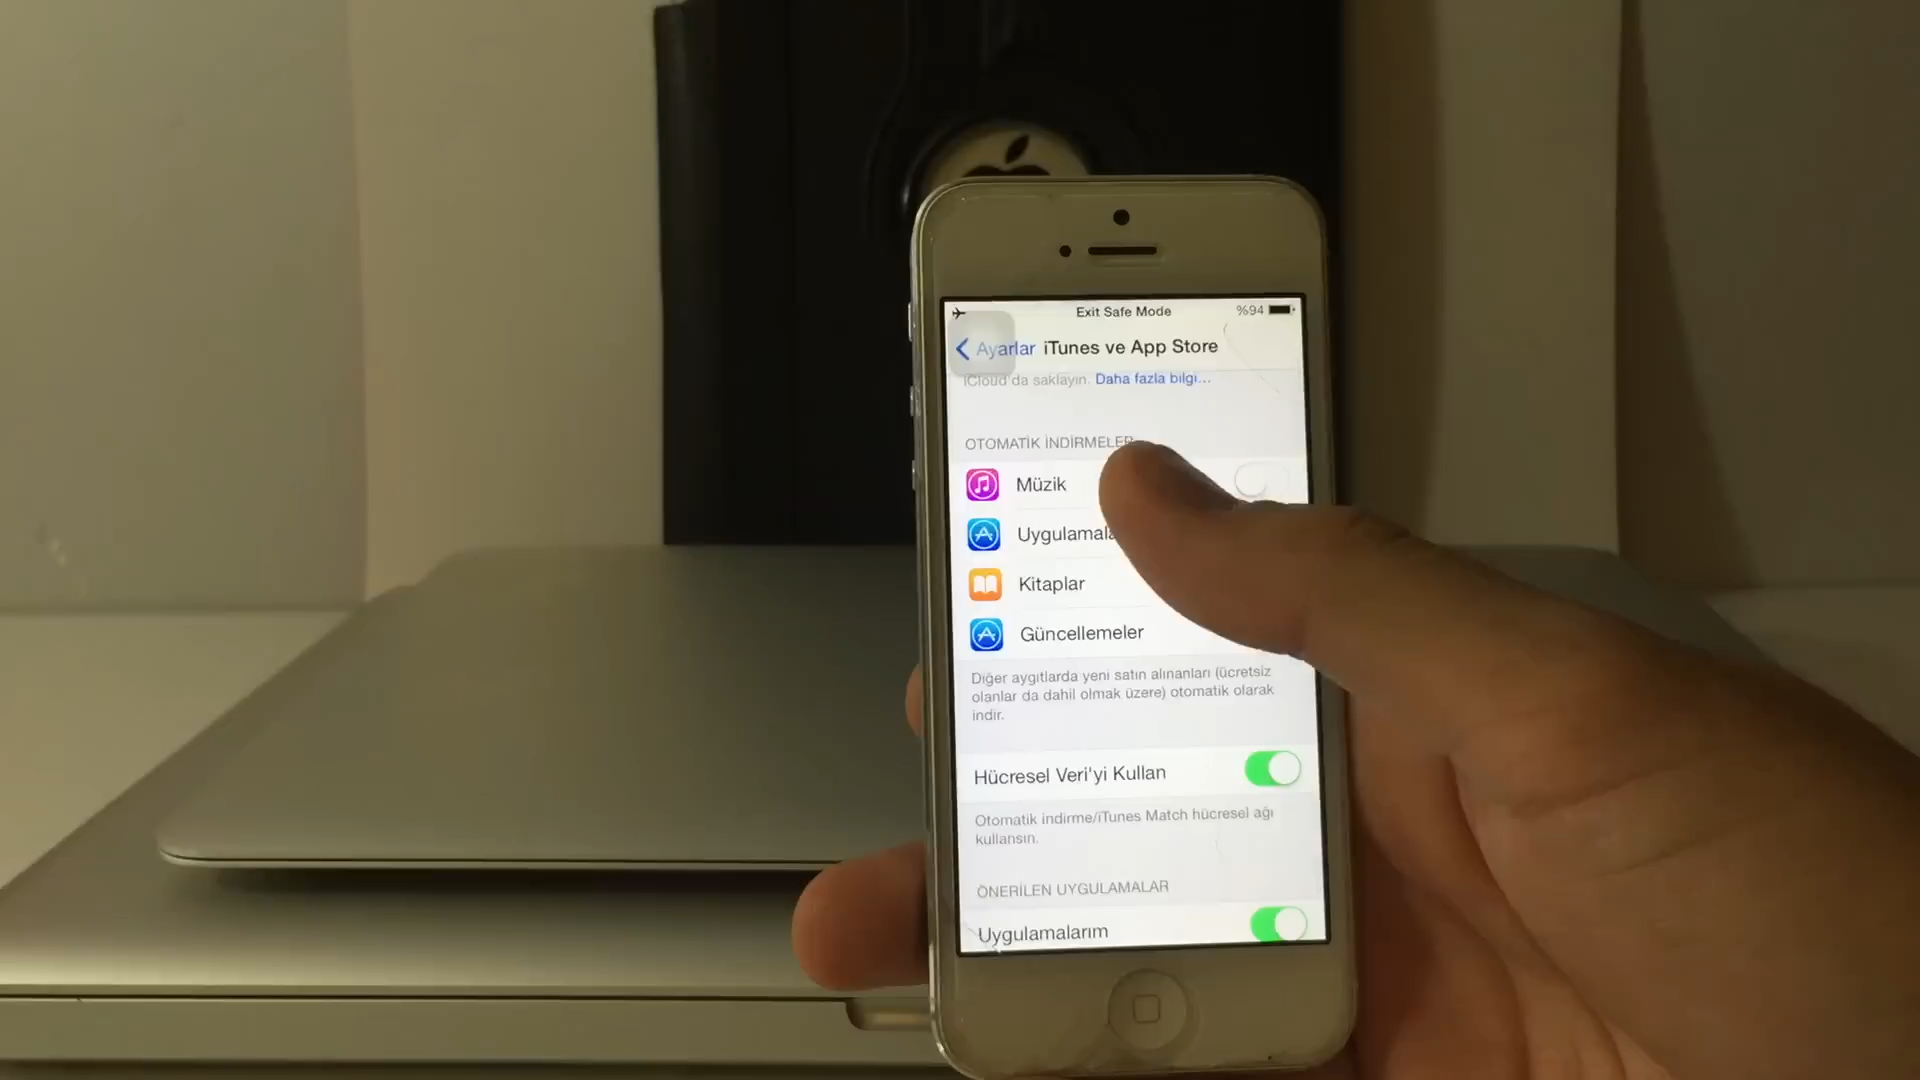 Exit Safe Mode
%94
Ayarlar
iTunes ve App Store
iCloud'da saklayın. Daha fazla bilgi...
OTOMATİK İNDİRMELER
Müzik
Kitaplar
Güncellemeler
Diğer aygıtlarda yeni satın alınanları (ücretsiz
olanlar da dahil olmak üzere) otomatik olarak
indir.
Hücresel Veri'yi Kullan
Otomatik indirme/iTunes Match hücresel ağı
kullansın.
ÖNERİLEN UYGULAMALAR
Uygulamalarım